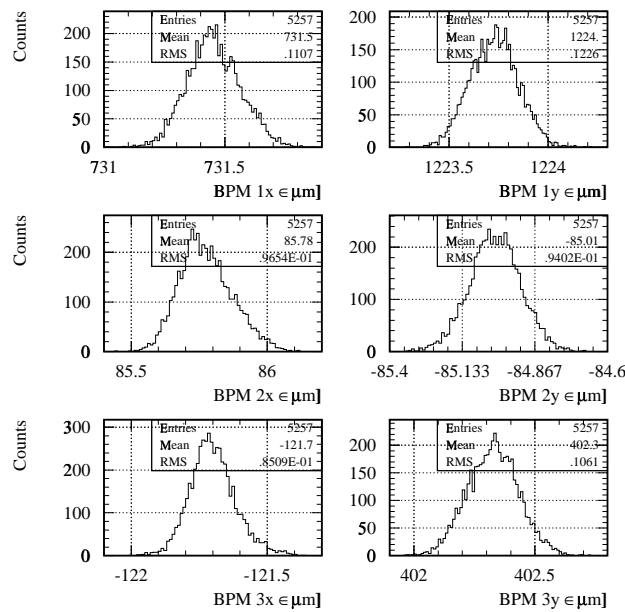 Counts
Entries 5257
Mean 731.5
RMS .1107
200
150
100
50
0
731 731.5
BPM 1x ∈ μm]
Entries 5257
Mean 1224.
RMS .1226
200
150
100
50
0
1223.5 1224
BPM 1y ∈ μm]
Counts
Entries 5257
Mean 85.78
RMS .9654E-01
200
100
0
85.5 86
BPM 2x ∈ μm]
Entries 5257
Mean -85.01
RMS .9402E-01
200
100
0
-85.4 -85.133 -84.867 -84.6
BPM 2y ∈ μm]
Counts
Entries 5257
Mean -121.7
RMS .8509E-01
300
200
100
0
-122 -121.5
BPM 3x ∈ μm]
Entries 5257
Mean 402.3
RMS .1061
200
150
100
50
0
402 402.5
BPM 3y ∈ μm]